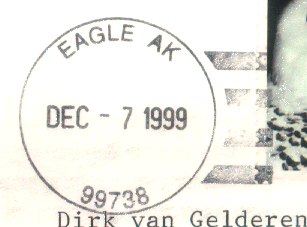 EAGLE AK
DEC - 7 1999
99738
Dirk van Gelderen